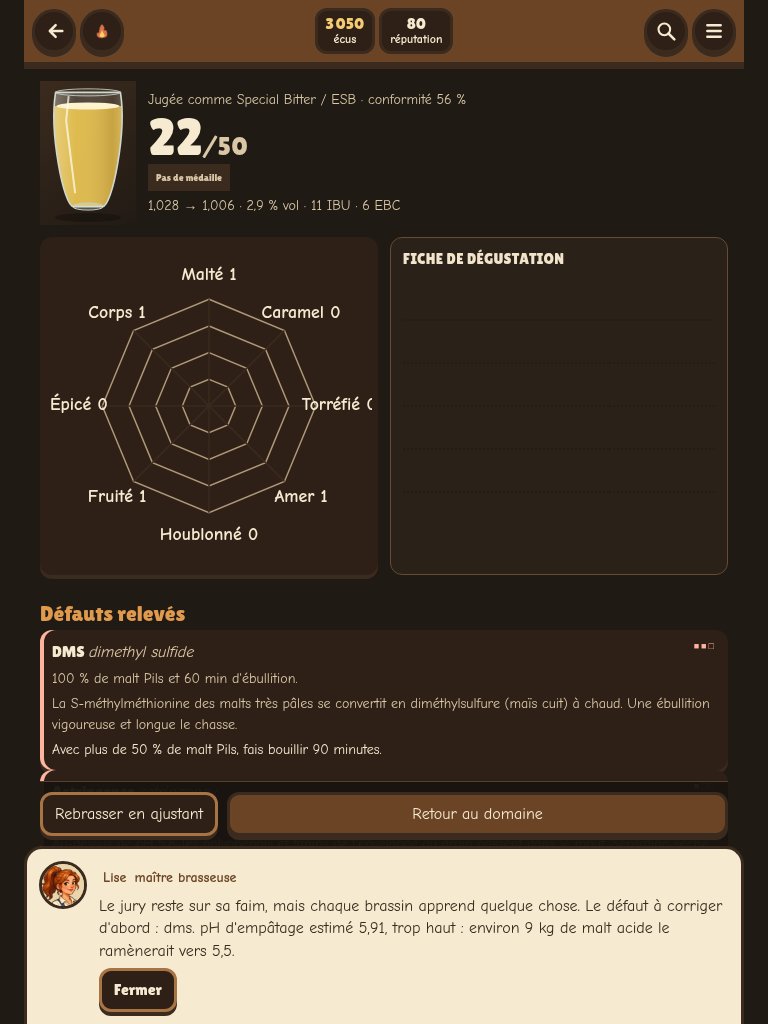 3 050
écus
80
réputation
Jugée comme Special Bitter / ESB · conformité 56 %
22/50
Pas de médaille
1,028 → 1,006 · 2,9 % vol · 11 IBU · 6 EBC
Malté 1
Corps 1
Caramel 0
Épicé 0
Torréfié
Fruité 1
Amer 1
Houblonné 0
FICHE DE DÉGUSTATION
Défauts relevés
DMS dimethyl sulfide
100 % de malt Pils et 60 min d'ébullition.
La S-méthylméthionine des malts très pâles se convertit en diméthylsulfure (maïs cuit) à chaud. Une ébullition
vigoureuse et longue le chasse.
Avec plus de 50 % de malt Pils, fais bouillir 90 minutes.
Rebrasser en ajustant
Retour au domaine
Lise maître brasseuse
Le jury reste sur sa faim, mais chaque brassin apprend quelque chose. Le défaut à corriger
d'abord : dms. pH d'empâtage estimé 5,91, trop haut : environ 9 kg de malt acide le
ramènerait vers 5,5.
Fermer